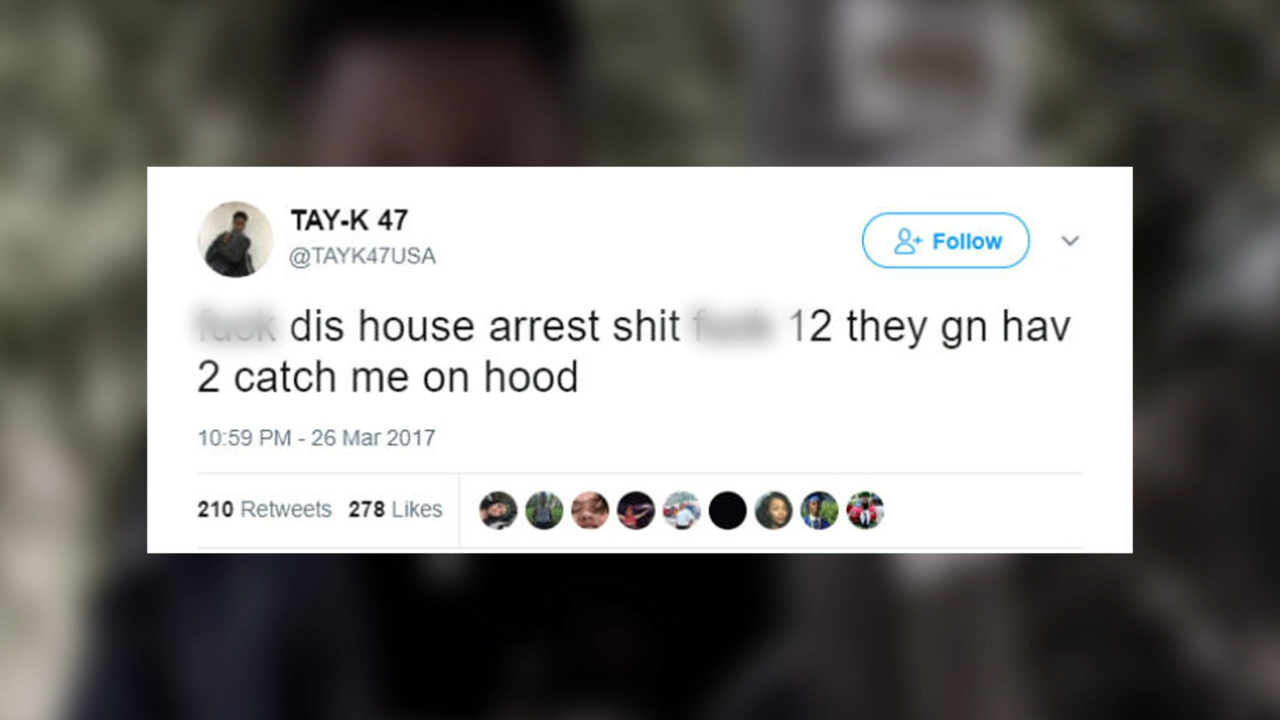 TAY-K 47
@TAYK47USA
Follow
fuck dis house arrest shit fuck 12 they gn hav
2 catch me on hood
10:59 PM - 26 Mar 2017
210 Retweets 278 Likes